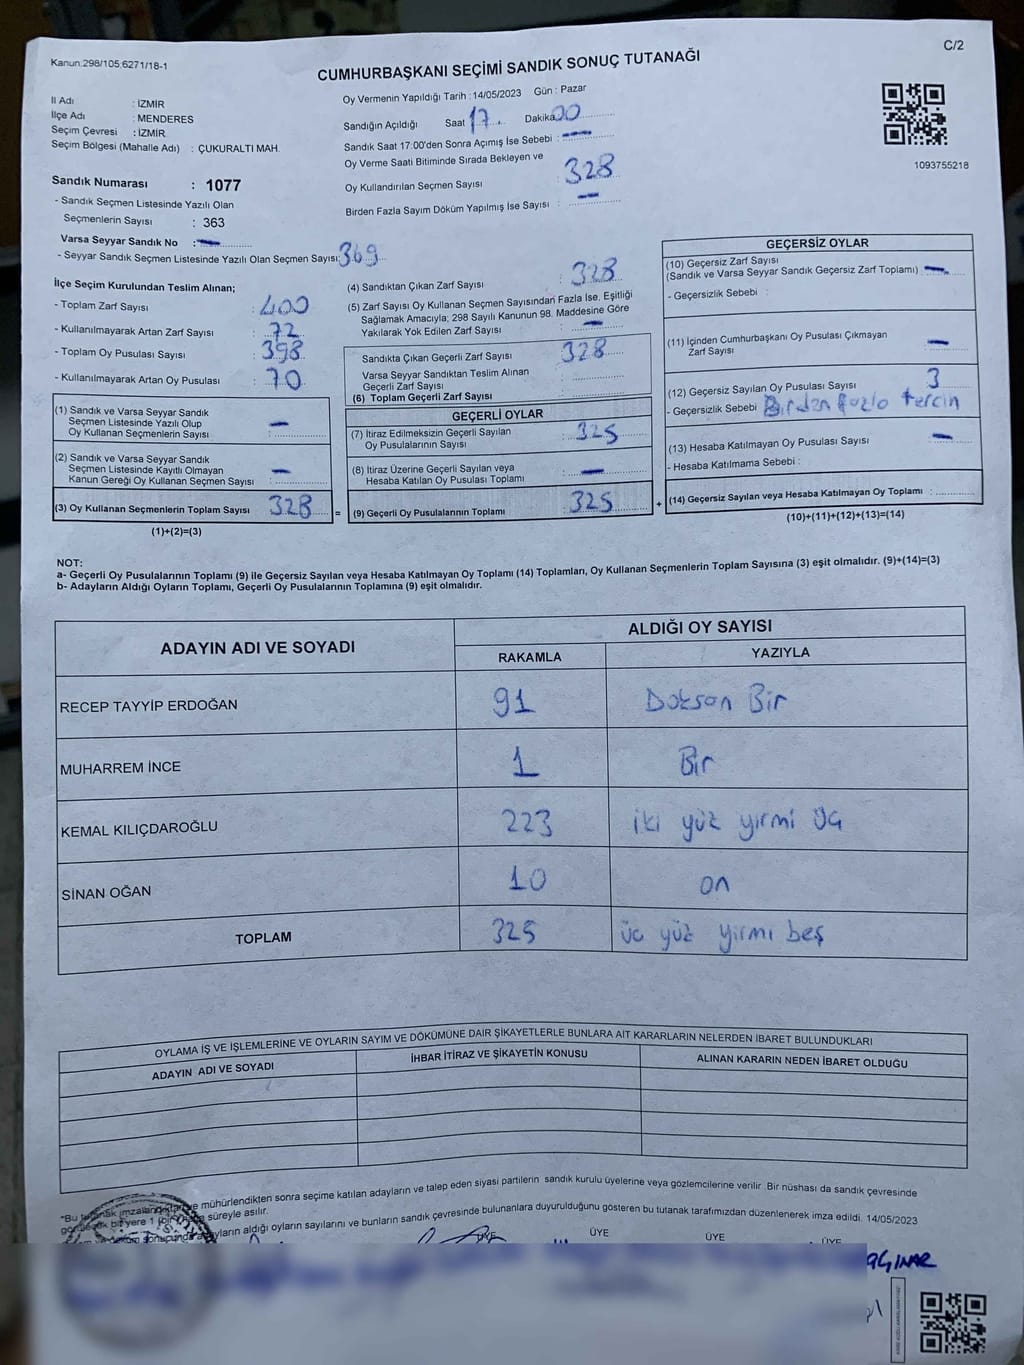 Kanun:298/105,6271/18-1
C/2
CUMHURBAŞKANI SEÇİMİ SANDIK SONUÇ TUTANAĞI
İl Adı : İZMİR
İlçe Adı : MENDERES
Seçim Çevresi : İZMİR
Seçim Bölgesi (Mahalle Adı) : ÇUKURALTI MAH.
Sandık Numarası : 1077
- Sandık Seçmen Listesinde Yazılı Olan
Seçmenlerin Sayısı : 363
Varsa Seyyar Sandık No : -
- Seyyar Sandık Seçmen Listesinde Yazılı Olan Seçmen Sayısı: 369
Oy Vermenin Yapıldığı Tarih :14/05/2023 Gün : Pazar
Sandığın Açıldığı Saat 17 Dakika 00
Sandık Saat 17:00'den Sonra Açımış İse Sebebi : -
Oy Verme Saati Bitiminde Sırada Bekleyen ve
Oy Kullandırılan Seçmen Sayısı : 328
Birden Fazla Sayım Döküm Yapılmış İse Sayısı : -
1093755218
İlçe Seçim Kurulundan Teslim Alınan;
- Toplam Zarf Sayısı : 400
- Kullanılmayarak Artan Zarf Sayısı : 72
- Toplam Oy Pusulası Sayısı : 398
- Kullanılmayarak Artan Oy Pusulası : 70
(1) Sandık ve Varsa Seyyar Sandık
Seçmen Listesinde Yazılı Olup
Oy Kullanan Seçmenlerin Sayısı : -
(2) Sandık ve Varsa Seyyar Sandık
Seçmen Listesinde Kayıtlı Olmayan
Kanun Gereği Oy Kullanan Seçmen Sayısı : -
(3) Oy Kullanan Seçmenlerin Toplam Sayısı 328 =
(1)+(2)=(3)
(4) Sandıktan Çıkan Zarf Sayısı : 328
(5) Zarf Sayısı Oy Kullanan Seçmen Sayısından Fazla İse, Eşitliği
Sağlamak Amacıyla; 298 Sayılı Kanunun 98. Maddesine Göre
Yakılarak Yok Edilen Zarf Sayısı : -
Sandıkta Çıkan Geçerli Zarf Sayısı : 328
Varsa Seyyar Sandıktan Teslim Alınan
Geçerli Zarf Sayısı :
(6) Toplam Geçerli Zarf Sayısı :
GEÇERLİ OYLAR
(7) İtiraz Edilmeksizin Geçerli Sayılan
Oy Pusulalarının Sayısı : 325
(8) İtiraz Üzerine Geçerli Sayılan veya
Hesaba Katılan Oy Pusulası Toplamı : -
(9) Geçerli Oy Pusulalarının Toplamı : 325 +
GEÇERSİZ OYLAR
(10) Geçersiz Zarf Sayısı
(Sandık ve Varsa Seyyar Sandık Geçersiz Zarf Toplamı) : -
- Geçersizlik Sebebi :
(11) İçinden Cumhurbaşkanı Oy Pusulası Çıkmayan
Zarf Sayısı : -
(12) Geçersiz Sayılan Oy Pusulası Sayısı : 3
- Geçersizlik Sebebi : Birden fazla tercin
(13) Hesaba Katılmayan Oy Pusulası Sayısı : -
- Hesaba Katılmama Sebebi :
(14) Geçersiz Sayılan veya Hesaba Katılmayan Oy Toplamı :
(10)+(11)+(12)+(13)=(14)
NOT:
a- Geçerli Oy Pusulalarının Toplamı (9) ile Geçersiz Sayılan veya Hesaba Katılmayan Oy Toplamı (14) Toplamları, Oy Kullanan Seçmenlerin Toplam Sayısına (3) eşit olmalıdır. (9)+(14)=(3)
b- Adayların Aldığı Oyların Toplamı, Geçerli Oy Pusulalarının Toplamına (9) eşit olmalıdır.
ADAYIN ADI VE SOYADI
ALDIĞI OY SAYISI
RAKAMLA YAZIYLA
RECEP TAYYİP ERDOĞAN 91 Doksan Bir
MUHARREM İNCE 1 Bir
KEMAL KILIÇDAROĞLU 223 iki yüz yirmi üç
SİNAN OĞAN 10 on
TOPLAM 325 üç yüz yirmi beş
OYLAMA İŞ VE İŞLEMLERİNE VE OYLARIN SAYIM VE DÖKÜMÜNE DAİR ŞİKAYETLERLE BUNLARA AİT KARARLARIN NELERDEN İBARET BULUNDUKLARI
ADAYIN ADI VE SOYADI İHBAR İTİRAZ VE ŞİKAYETİN KONUSU ALINAN KARARIN NEDEN İBARET OLDUĞU
*Bu tutanak imzalanıp mühürlendikten sonra seçime katılan adayların ve talep eden siyasi partilerin sandık kurulu üyelerine veya gözlemcilerine verilir. Bir nüshası da sandık çevresinde
bir yere 1 süreyle asılır.
aldığı oyların sayılarını ve bunların sandık çevresinde bulunanlara duyurulduğunu gösteren bu tutanak tarafımızdan düzenlenerek imza edildi. 14/05/2023
ÜYE ÜYE ÜYE ÜYE